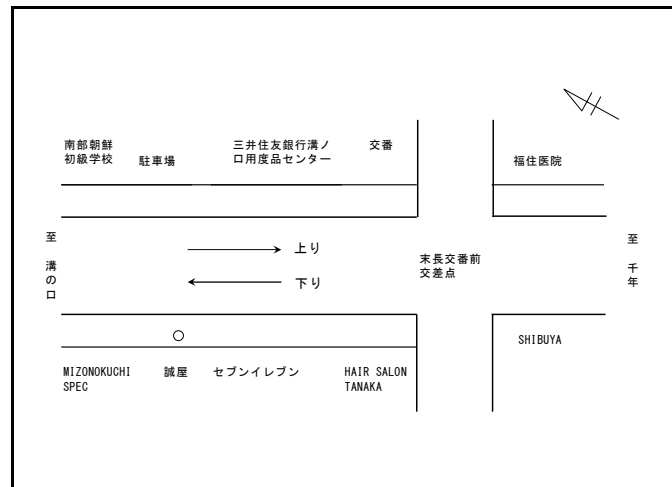 南部朝鮮
初級学校
駐車場
三井住友銀行溝ノ
口用度品センター
交番
福住医院
至 溝の口
上り
下り
末長交番前
交差点
至 千年
MIZONOKUCHI
SPEC
誠屋
セブンイレブン
HAIR SALON
TANAKA
SHIBUYA